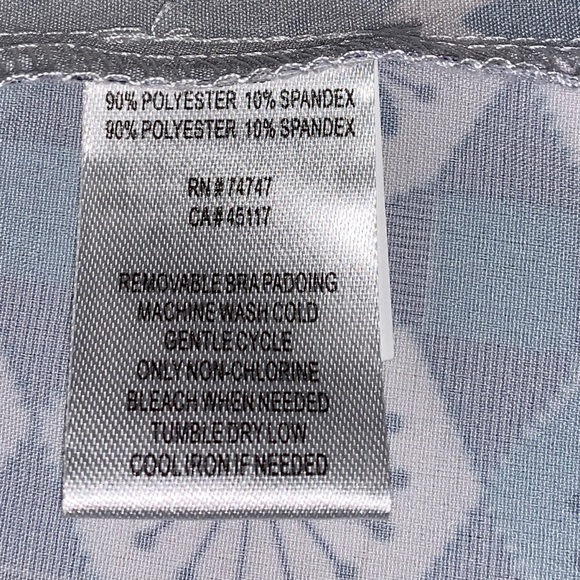 90% POLYESTER 10% SPANDEX
90% POLYESTER 10% SPANDEX
RN# 74747
CA# 45117
REMOVABLE BRA PADDING
MACHINE WASH COLD
GENTLE CYCLE
ONLY NON-CHLORINE
BLEACH WHEN NEEDED
TUMBLE DRY LOW
COOL IRON IF NEEDED